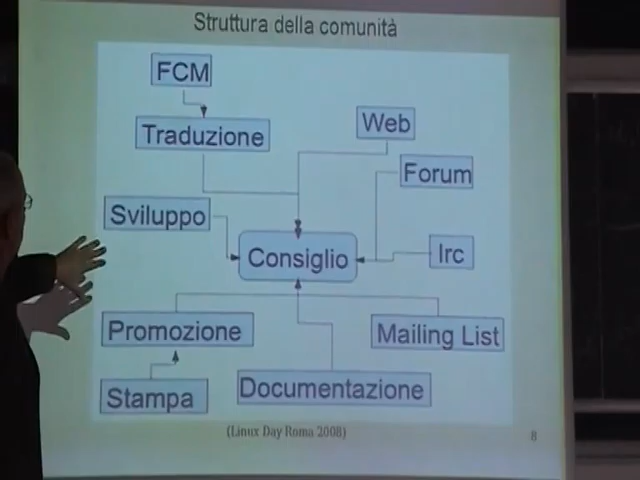 Struttura della comunità
FCM
Traduzione
Web
Forum
Sviluppo
Consiglio
Irc
Promozione
Mailing List
Stampa
Documentazione
(Linux Day Roma 2008)
8